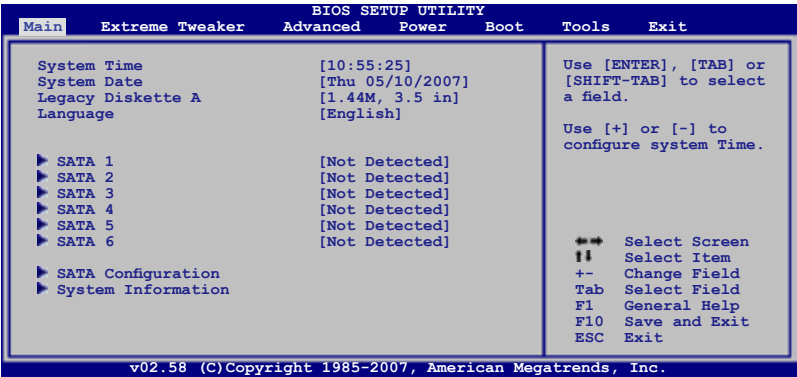 BIOS SETUP UTILITY
Main Extreme Tweaker Advanced Power Boot Tools Exit
System Time [10:55:25]
System Date [Thu 05/10/2007]
Legacy Diskette A [1.44M, 3.5 in]
Language [English]
SATA 1 [Not Detected]
SATA 2 [Not Detected]
SATA 3 [Not Detected]
SATA 4 [Not Detected]
SATA 5 [Not Detected]
SATA 6 [Not Detected]
SATA Configuration
System Information
Use [ENTER], [TAB] or
[SHIFT-TAB] to select
a field.
Use [+] or [-] to
configure system Time.
←→ Select Screen
↑↓ Select Item
+- Change Field
Tab Select Field
F1 General Help
F10 Save and Exit
ESC Exit
v02.58 (C)Copyright 1985-2007, American Megatrends, Inc.